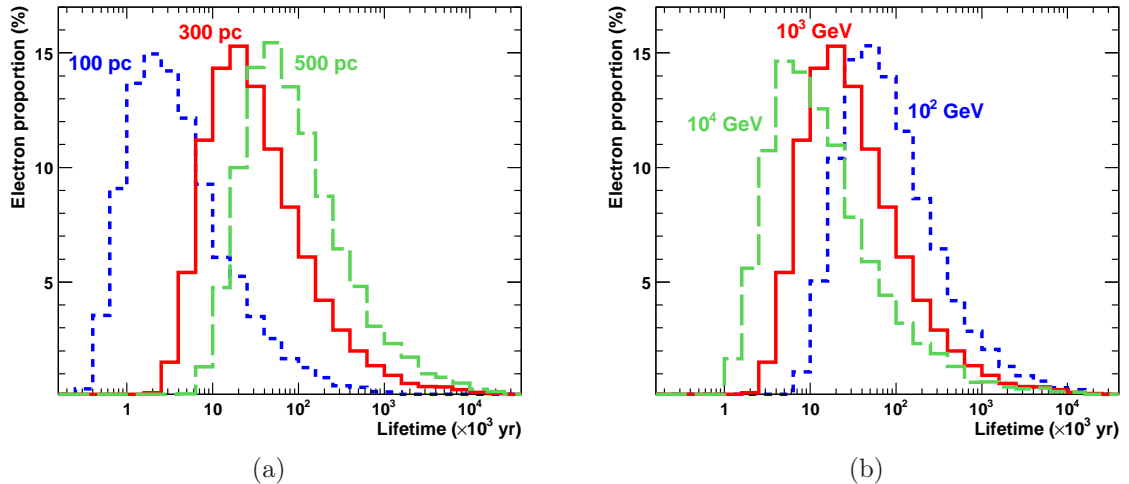 Electron proportion (%)
15
10
5
100 pc
300 pc
500 pc
1
10
10²
10³
10⁴
Lifetime (×10³ yr)
(a)
Electron proportion (%)
15
10
5
10³ GeV
10⁴ GeV
10² GeV
1
10
10²
10³
10⁴
Lifetime (×10³ yr)
(b)